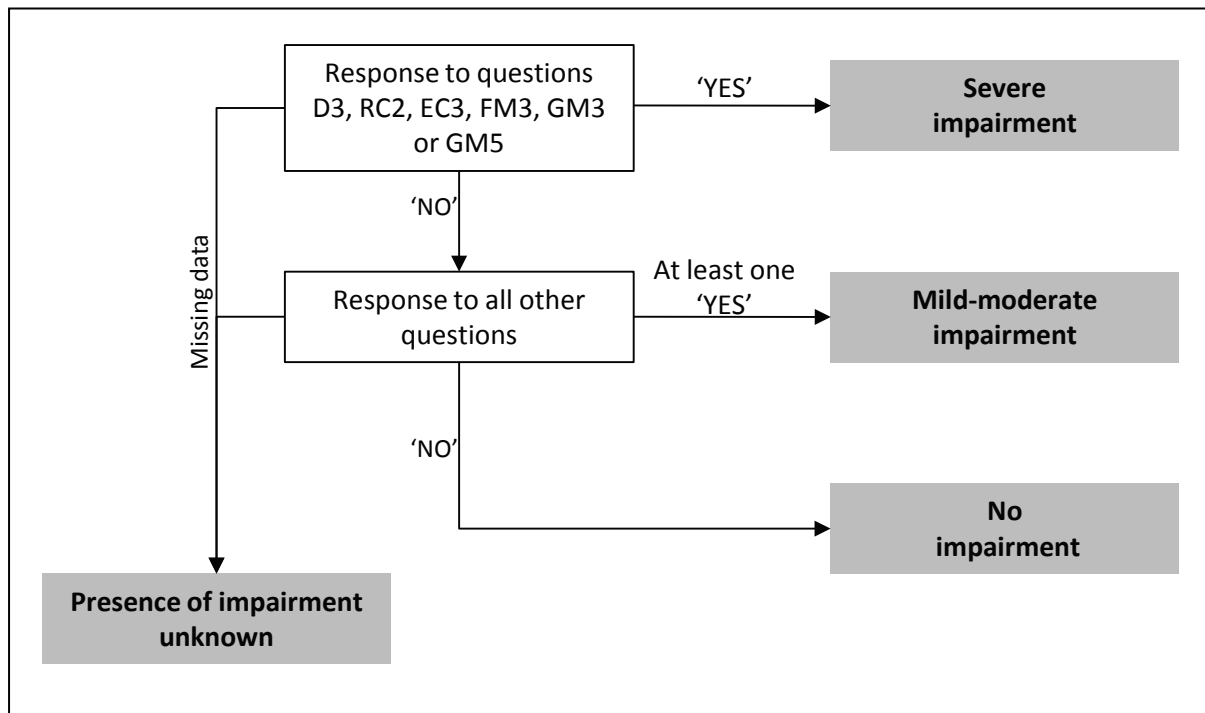 Response to questions
D3, RC2, EC3, FM3, GM3
or GM5
‘YES’
Severe
impairment
‘NO’
Missing data
Response to all other
questions
At least one
‘YES’
Mild-moderate
impairment
‘NO’
No
impairment
Presence of impairment
unknown